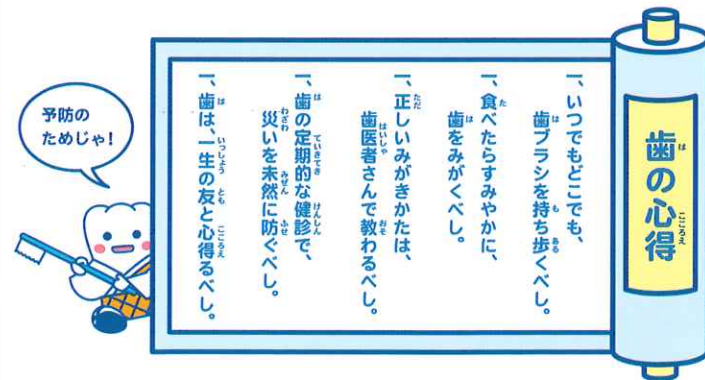 歯の心得
一、いつでもどこでも、
歯ブラシを持ち歩くべし。
一、食べたらすみやかに、
歯をみがくべし。
一、正しいみがきかたは、
歯医者さんで教わるべし。
一、歯の定期的な健診で、
災いを未然に防ぐべし。
一、歯は、一生の友と心得るべし。
予防の
ためじゃ!